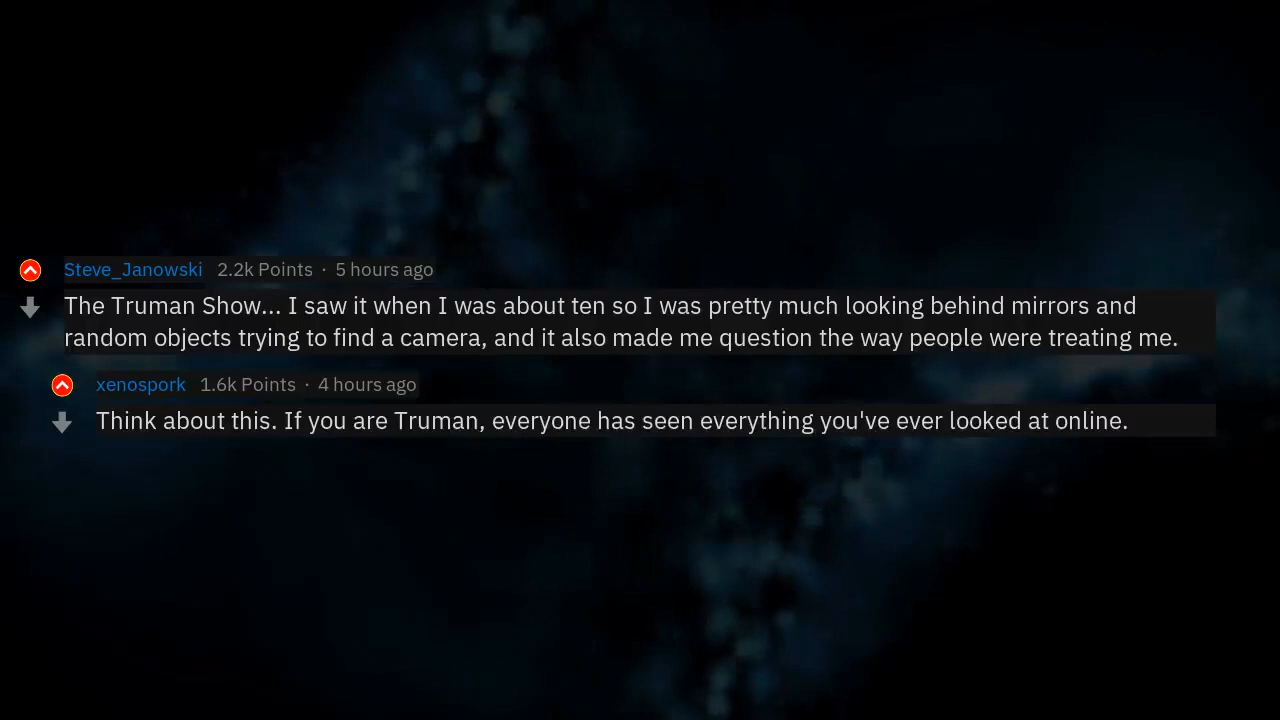 Steve_Janowski 2.2k Points · 5 hours ago
The Truman Show... I saw it when I was about ten so I was pretty much looking behind mirrors and
random objects trying to find a camera, and it also made me question the way people were treating me.
xenospork 1.6k Points · 4 hours ago
Think about this. If you are Truman, everyone has seen everything you've ever looked at online.